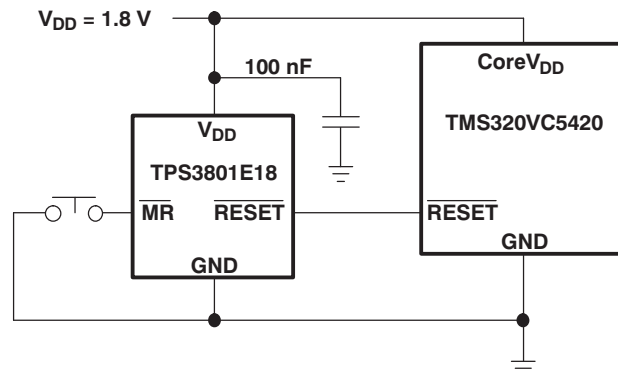 VDD = 1.8 V
100 nF
CoreVDD
VDD
TMS320VC5420
TPS3801E18
MR RESET
RESET
GND
GND